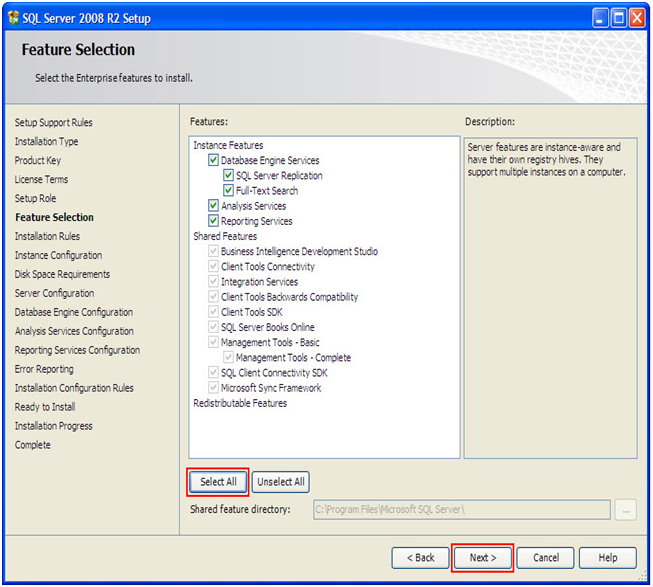 SQL Server 2008 R2 Setup
Feature Selection
Select the Enterprise features to install.
Setup Support Rules
Installation Type
Product Key
License Terms
Setup Role
Feature Selection
Installation Rules
Instance Configuration
Disk Space Requirements
Server Configuration
Database Engine Configuration
Analysis Services Configuration
Reporting Services Configuration
Error Reporting
Installation Configuration Rules
Ready to Install
Installation Progress
Complete
Features:
Instance Features
Database Engine Services
SQL Server Replication
Full-Text Search
Analysis Services
Reporting Services
Shared Features
Business Intelligence Development Studio
Client Tools Connectivity
Integration Services
Client Tools Backwards Compatibility
Client Tools SDK
SQL Server Books Online
Management Tools - Basic
Management Tools - Complete
SQL Client Connectivity SDK
Microsoft Sync Framework
Redistributable Features
Description:
Server features are instance-aware and
have their own registry hives. They
support multiple instances on a computer.
Select All
Unselect All
Shared feature directory:
C:\Program Files\Microsoft SQL Server\
...
< Back
Next >
Cancel
Help